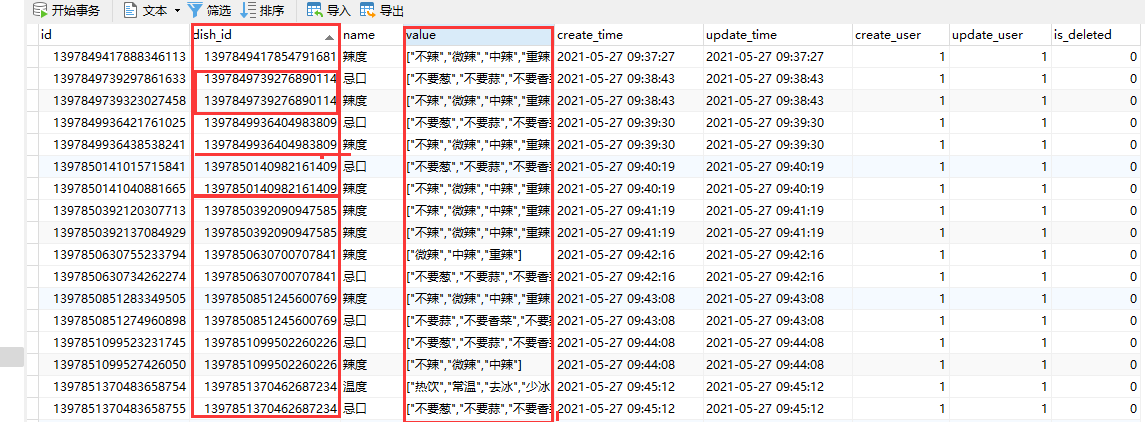 开始事务 文本 筛选 排序 导入 导出
id dish_id name value create_time update_time create_user update_user is_deleted
1397849417888346113 1397849417854791681 辣度 ["不辣","微辣","中辣","重辣 2021-05-27 09:37:27 2021-05-27 09:37:27 1 1 0
1397849739297861633 1397849739276890114 忌口 ["不要葱","不要蒜","不要香菜 2021-05-27 09:38:43 2021-05-27 09:38:43 1 1 0
1397849739323027458 1397849739276890114 辣度 ["不辣","微辣","中辣","重辣 2021-05-27 09:38:43 2021-05-27 09:38:43 1 1 0
1397849936421761025 1397849936404983809 忌口 ["不要葱","不要蒜","不要香菜 2021-05-27 09:39:30 2021-05-27 09:39:30 1 1 0
1397849936438538241 1397849936404983809 辣度 ["不辣","微辣","中辣","重辣 2021-05-27 09:39:30 2021-05-27 09:39:30 1 1 0
1397850141015715841 1397850140982161409 忌口 ["不要葱","不要蒜","不要香菜 2021-05-27 09:40:19 2021-05-27 09:40:19 1 1 0
1397850141040881665 1397850140982161409 辣度 ["不辣","微辣","中辣","重辣 2021-05-27 09:40:19 2021-05-27 09:40:19 1 1 0
1397850392120307713 1397850392090947585 辣度 ["不辣","微辣","中辣","重辣 2021-05-27 09:41:19 2021-05-27 09:41:19 1 1 0
1397850392137084929 1397850392090947585 辣度 ["不辣","微辣","中辣","重辣 2021-05-27 09:41:19 2021-05-27 09:41:19 1 1 0
1397850630755233794 1397850630700707841 辣度 ["微辣","中辣","重辣"] 2021-05-27 09:42:16 2021-05-27 09:42:16 1 1 0
1397850630734262274 1397850630700707841 忌口 ["不要葱","不要蒜","不要香菜 2021-05-27 09:42:16 2021-05-27 09:42:16 1 1 0
1397850851283349505 1397850851245600769 辣度 ["不辣","微辣","中辣","重辣 2021-05-27 09:43:08 2021-05-27 09:43:08 1 1 0
1397850851274960898 1397850851245600769 忌口 ["不要蒜","不要香菜","不要 2021-05-27 09:43:08 2021-05-27 09:43:08 1 1 0
1397851099523231745 1397851099502260226 忌口 ["不要葱","不要蒜","不要香菜 2021-05-27 09:44:08 2021-05-27 09:44:08 1 1 0
1397851099527426050 1397851099502260226 辣度 ["不辣","微辣","中辣"] 2021-05-27 09:44:08 2021-05-27 09:44:08 1 1 0
1397851370483658754 1397851370462687234 温度 ["热饮","常温","去冰","少冰 2021-05-27 09:45:12 2021-05-27 09:45:12 1 1 0
1397851370483658755 1397851370462687234 忌口 ["不要葱","不要蒜","不要香菜 2021-05-27 09:45:12 2021-05-27 09:45:12 1 1 0